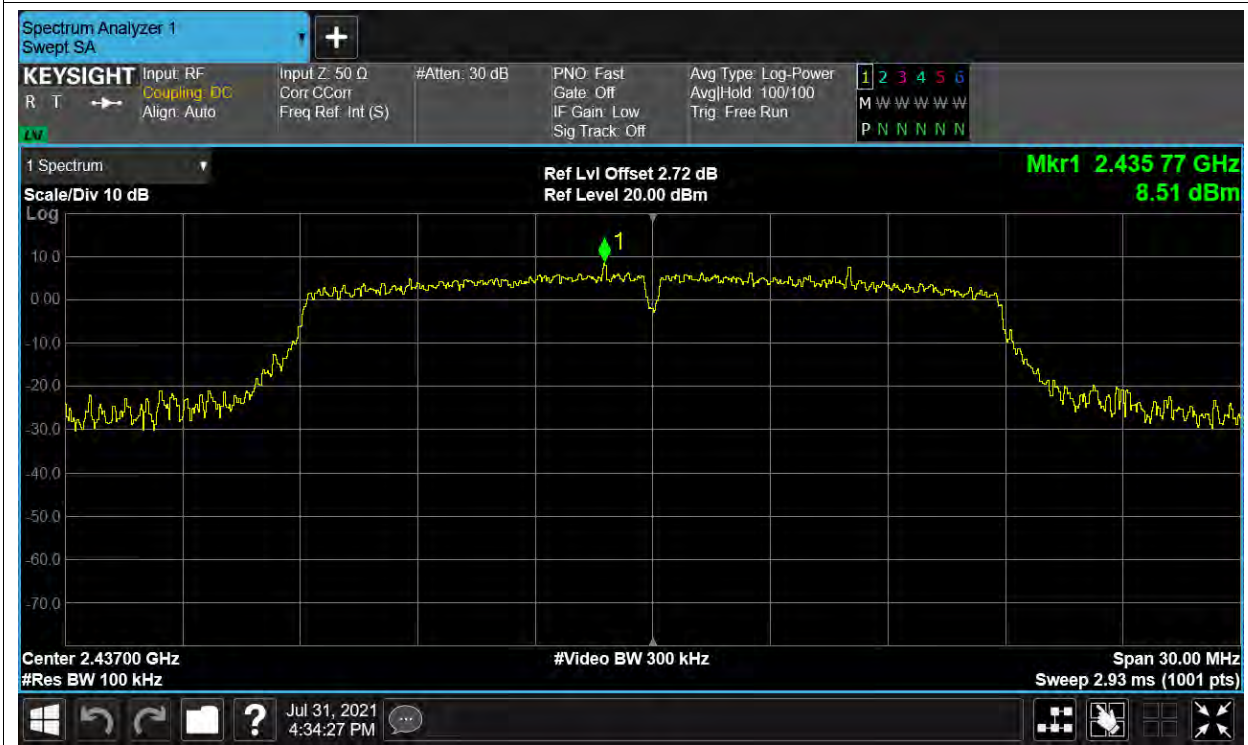 Spectrum Analyzer 1
Swept SA
KEYSIGHT
R T
LV
Input: RF
Coupling: DC
Align: Auto
Input Z: 50 Ω
Corr CCorr
Freq Ref: Int (S)
#Atten: 30 dB
PNO: Fast
Gate: Off
IF Gain: Low
Sig Track: Off
Avg Type: Log-Power
Avg|Hold: 100/100
Trig: Free Run
1 2 3 4 5 6
M W W W W W W
P N N N N N N
1 Spectrum
Scale/Div 10 dB
Log
Ref Lvl Offset 2.72 dB
Ref Level 20.00 dBm
Mkr1 2.435 77 GHz
8.51 dBm
1
10.0
0.00
-10.0
-20.0
-30.0
-40.0
-50.0
-60.0
-70.0
Center 2.43700 GHz
#Res BW 100 kHz
#Video BW 300 kHz
Span 30.00 MHz
Sweep 2.93 ms (1001 pts)
?
Jul 31, 2021
4:34:27 PM